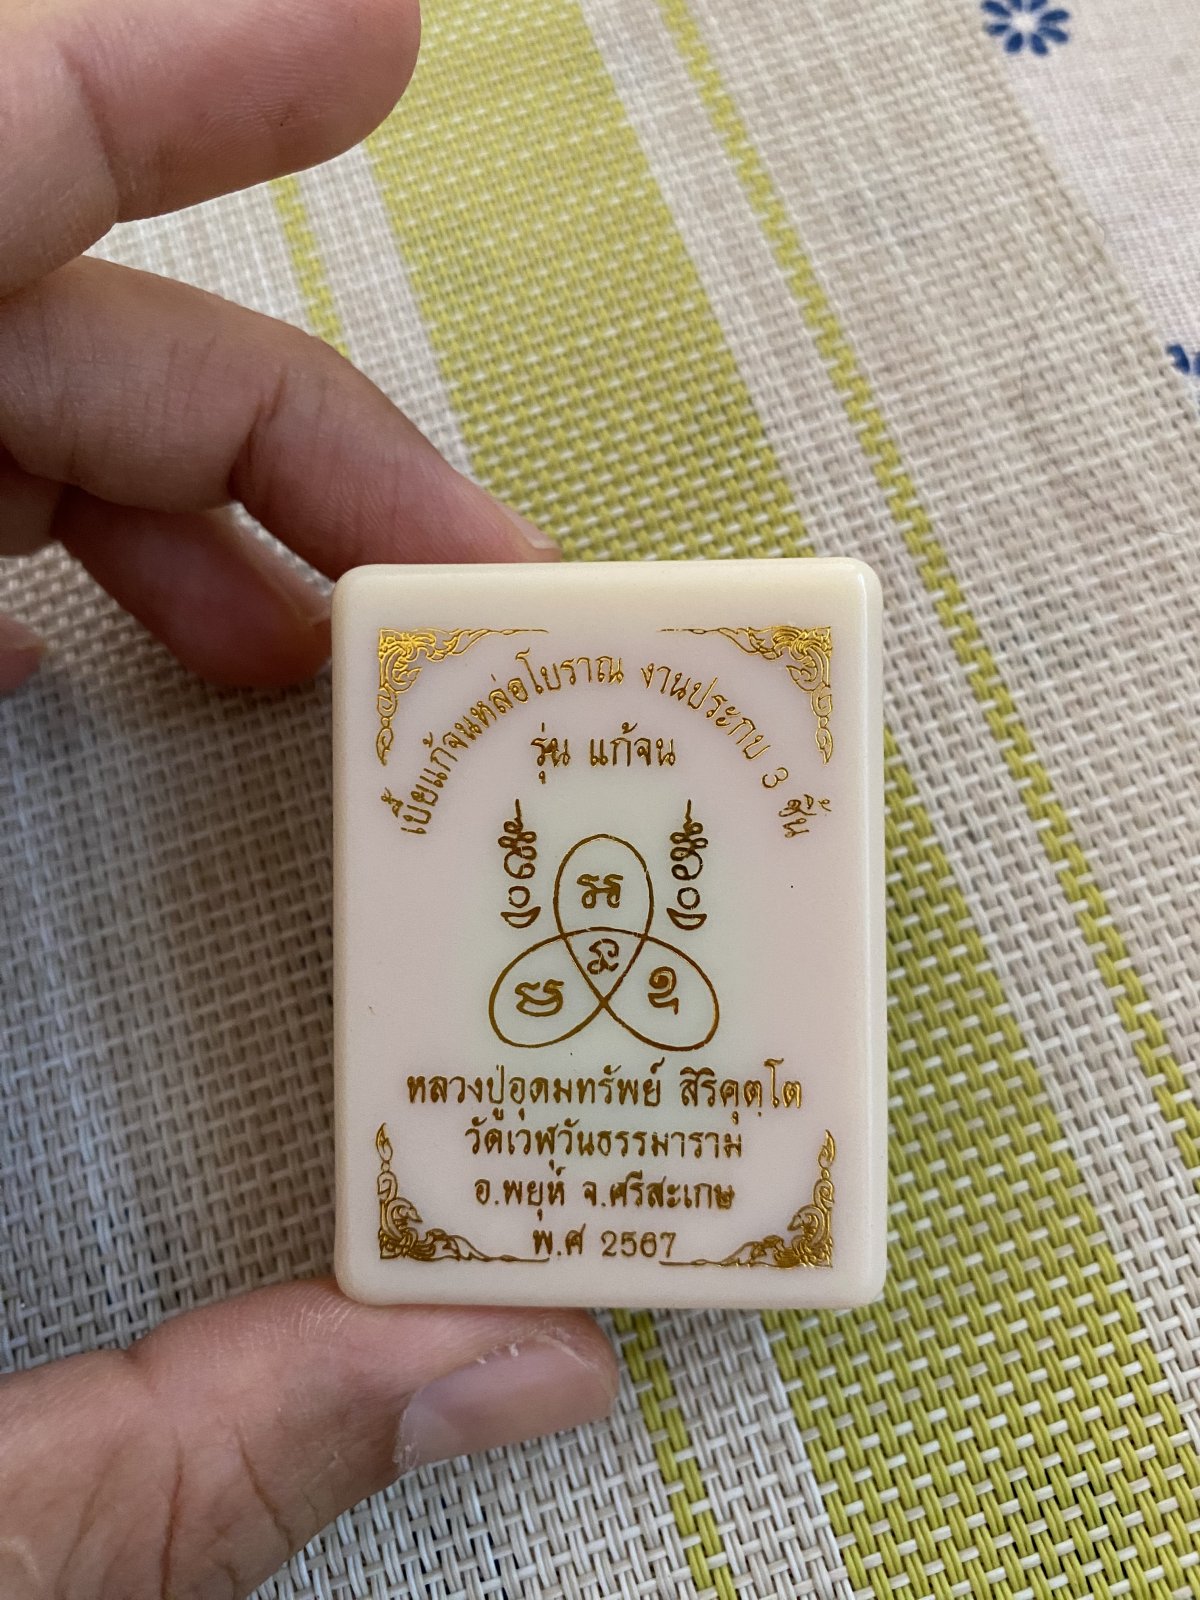 เบี้ยแก้จนหล่อโบราณ งานประกบ 3 ชิ้น
รุ่น แก้จน
หลวงปู่อุดมทรัพย์ สิริคุตฺโต
วัดเวฬุวันธรรมาราม
อ.พยุห์ จ.ศรีสะเกษ
พ.ศ 2567